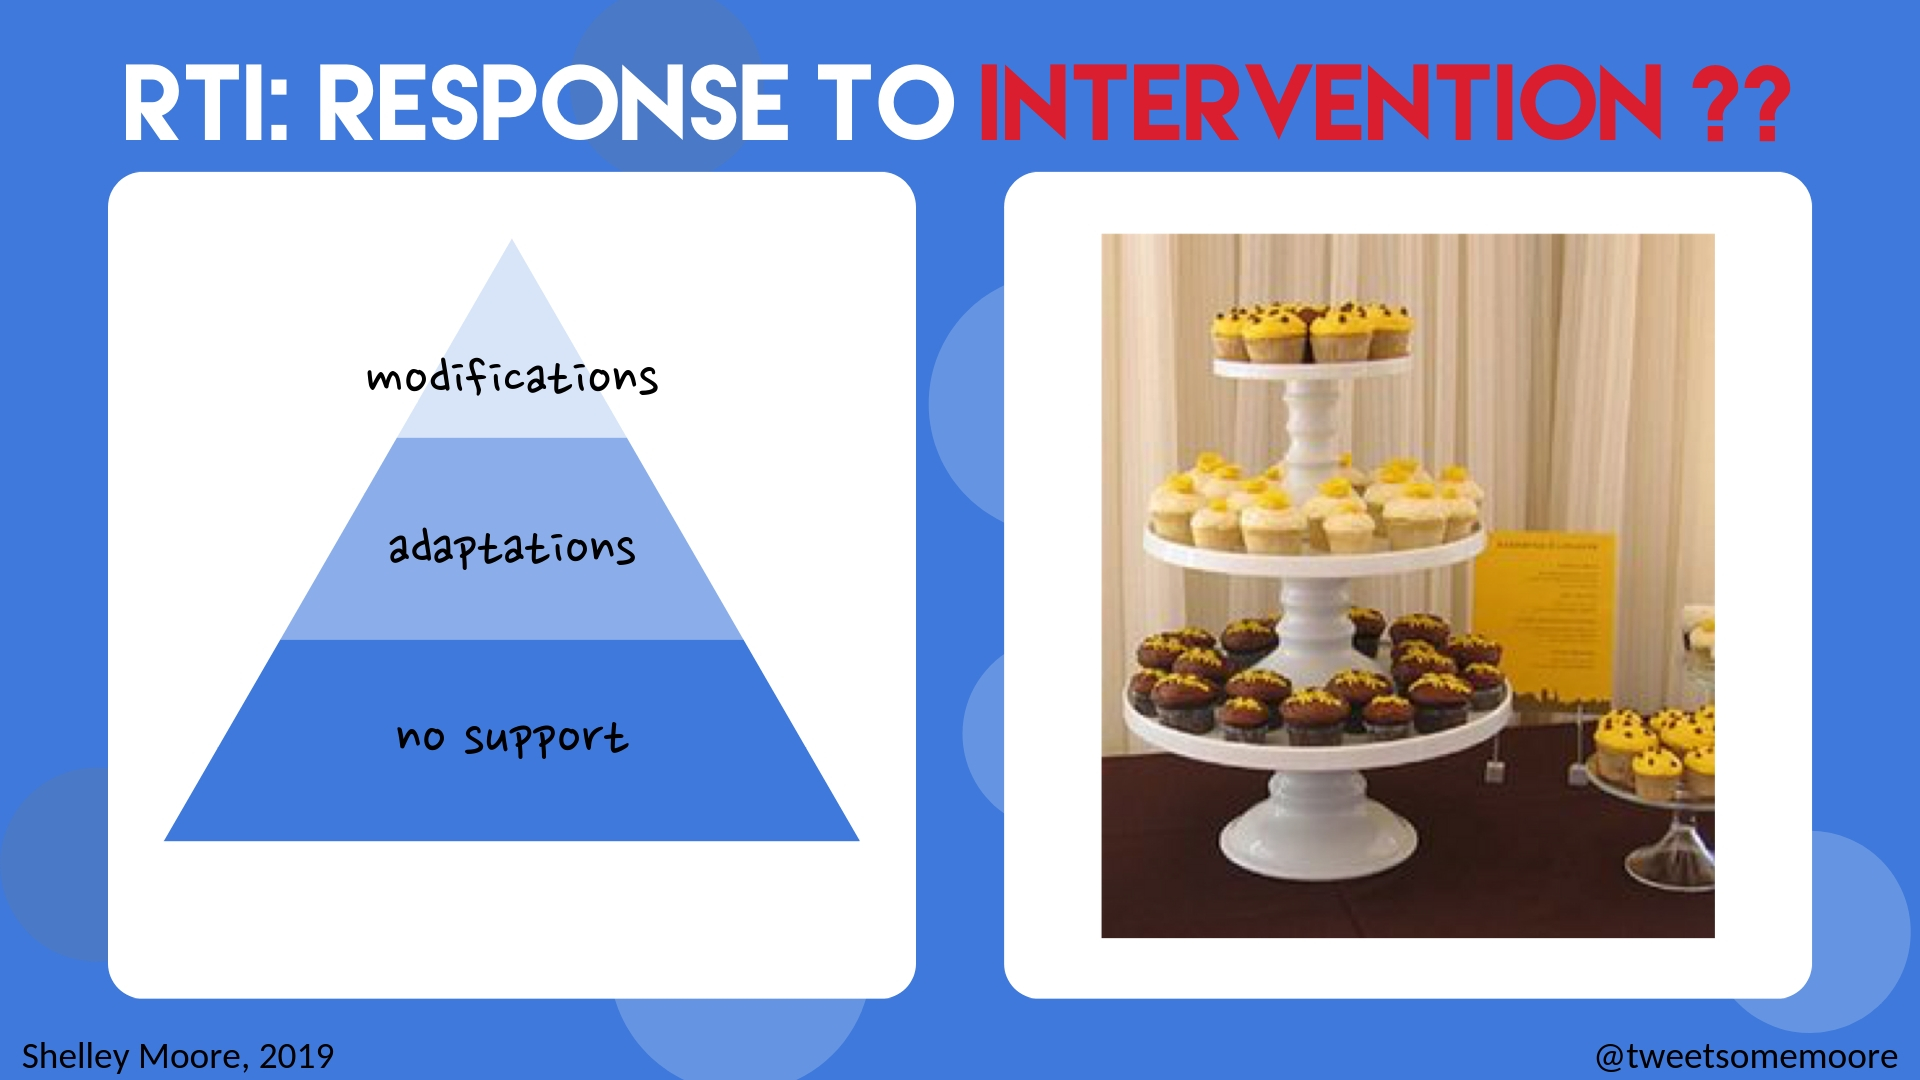 RTI: RESPONSE TO INTERVENTION ??
modifications
adaptations
no support
Shelley Moore, 2019
@tweetsomemoore